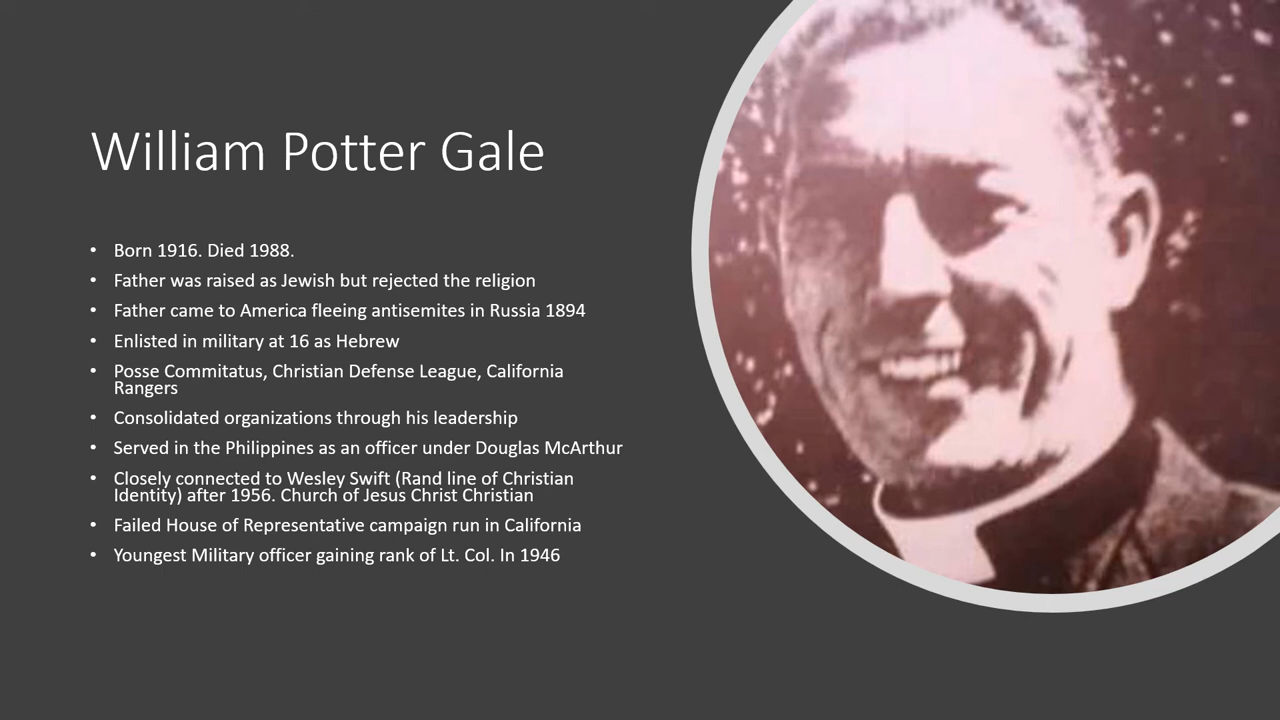 William Potter Gale
• Born 1916. Died 1988.
• Father was raised as Jewish but rejected the religion
• Father came to America fleeing antisemites in Russia 1894
• Enlisted in military at 16 as Hebrew
• Posse Commitatus, Christian Defense League, California
Rangers
• Consolidated organizations through his leadership
• Served in the Philippines as an officer under Douglas McArthur
• Closely connected to Wesley Swift (Rand line of Christian
Identity) after 1956. Church of Jesus Christ Christian
• Failed House of Representative campaign run in California
• Youngest Military officer gaining rank of Lt. Col. In 1946